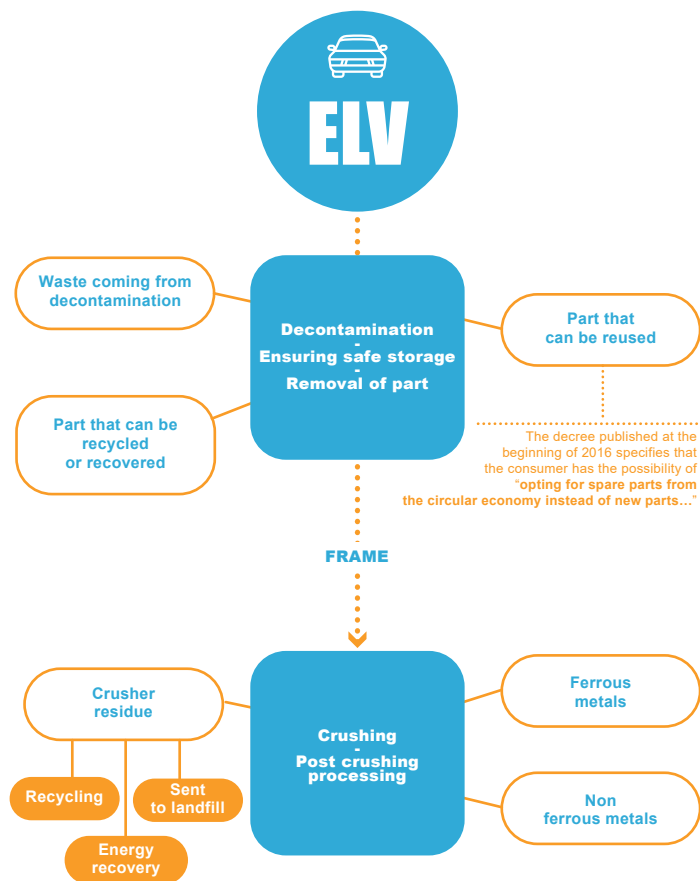 ELV
Waste coming from
decontamination
Decontamination
-
Ensuring safe storage
-
Removal of part
Part that
can be reused
Part that can be
recycled
or recovered
The decree published at the
beginning of 2016 specifies that
the consumer has the possibility of
“opting for spare parts from
the circular economy instead of new parts…”
FRAME
Crusher
residue
Crushing
-
Post crushing
processing
Ferrous
metals
Recycling
Sent
to landfill
Energy
recovery
Non
ferrous metals